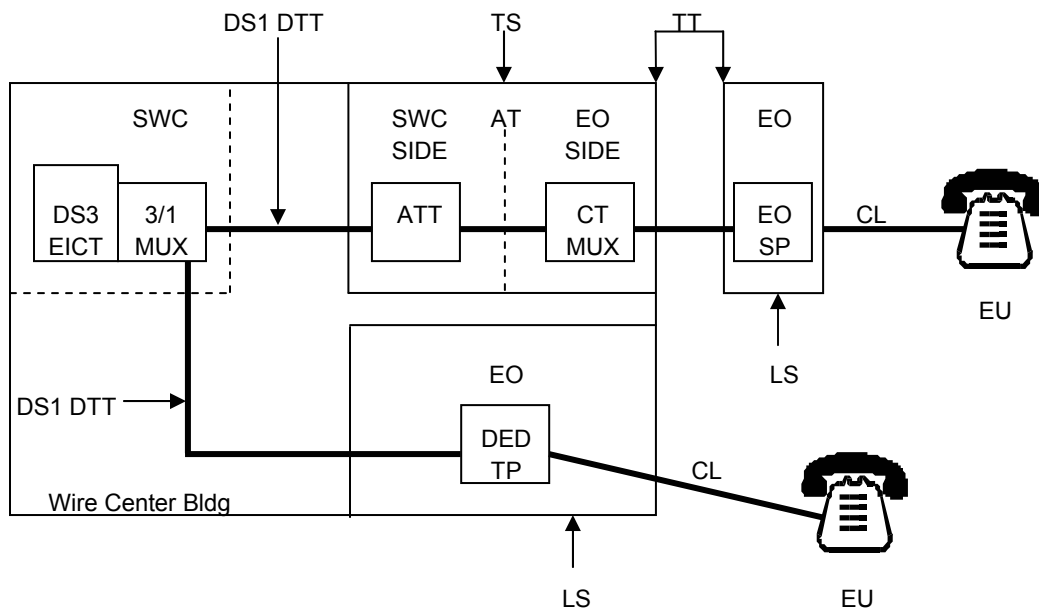 DS1 DTT
TS
TT
SWC
SWC
SIDE
AT
EO
SIDE
EO
DS3
EICT
3/1
MUX
ATT
CT
MUX
EO
SP
CL
EU
LS
EO
DS1 DTT
DED
TP
CL
Wire Center Bldg
LS
EU